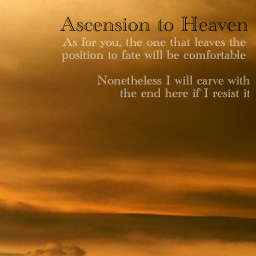 Ascension to Heaven
As for you, the one that leaves the
position to fate will be comfortable
Nonetheless I will carve with
the end here if I resist it